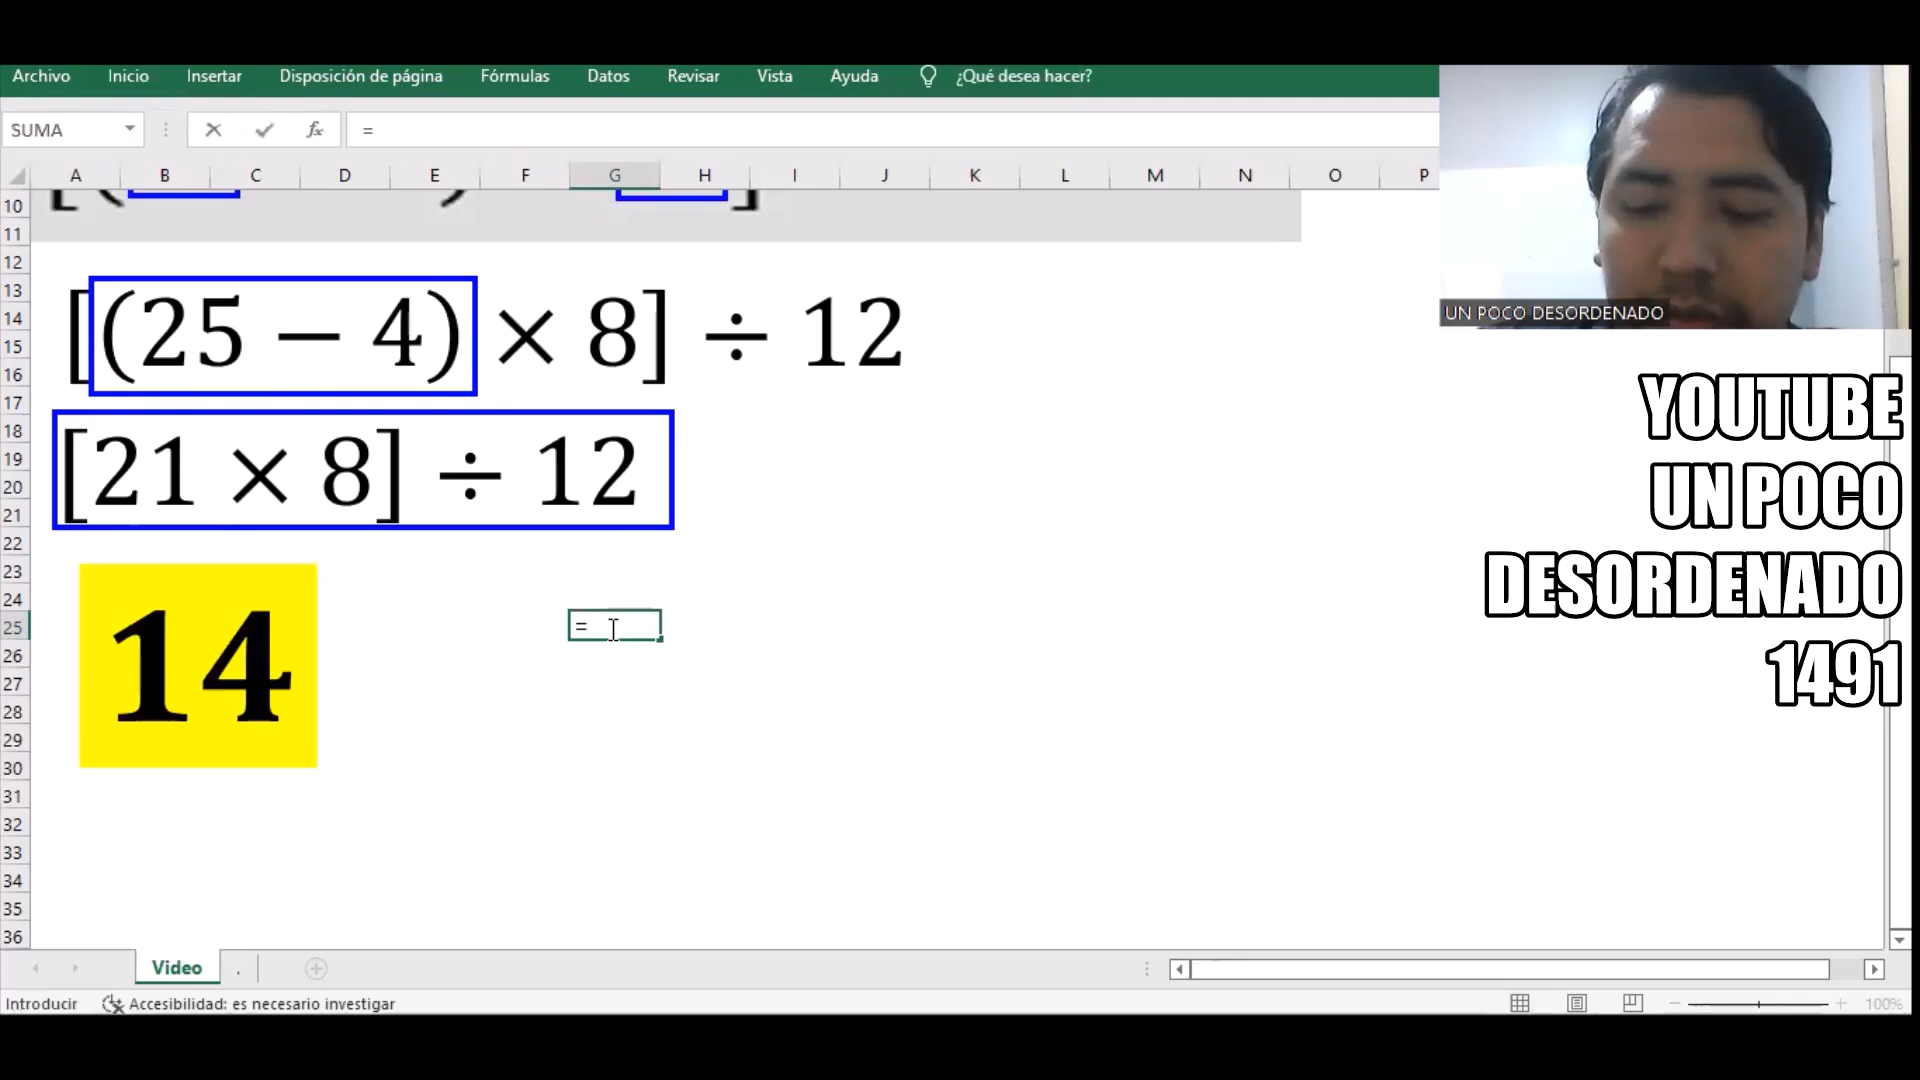 Archivo Inicio Insertar Disposición de página Fórmulas Datos Revisar Vista Ayuda ¿Qué desea hacer?
SUMA fx =
A B C D E F G H I J K L M N O P
10
11
12
13
14
15
16
17
18
19
20
21
22
23
24
25
26
27
28
29
30
31
32
33
34
35
36
[(25 − 4) × 8] ÷ 12
[21 × 8] ÷ 12
14
=
UN POCO DESORDENADO
YOUTUBE
UN POCO
DESORDENADO
1491
Video .
Introducir Accesibilidad: es necesario investigar 100%